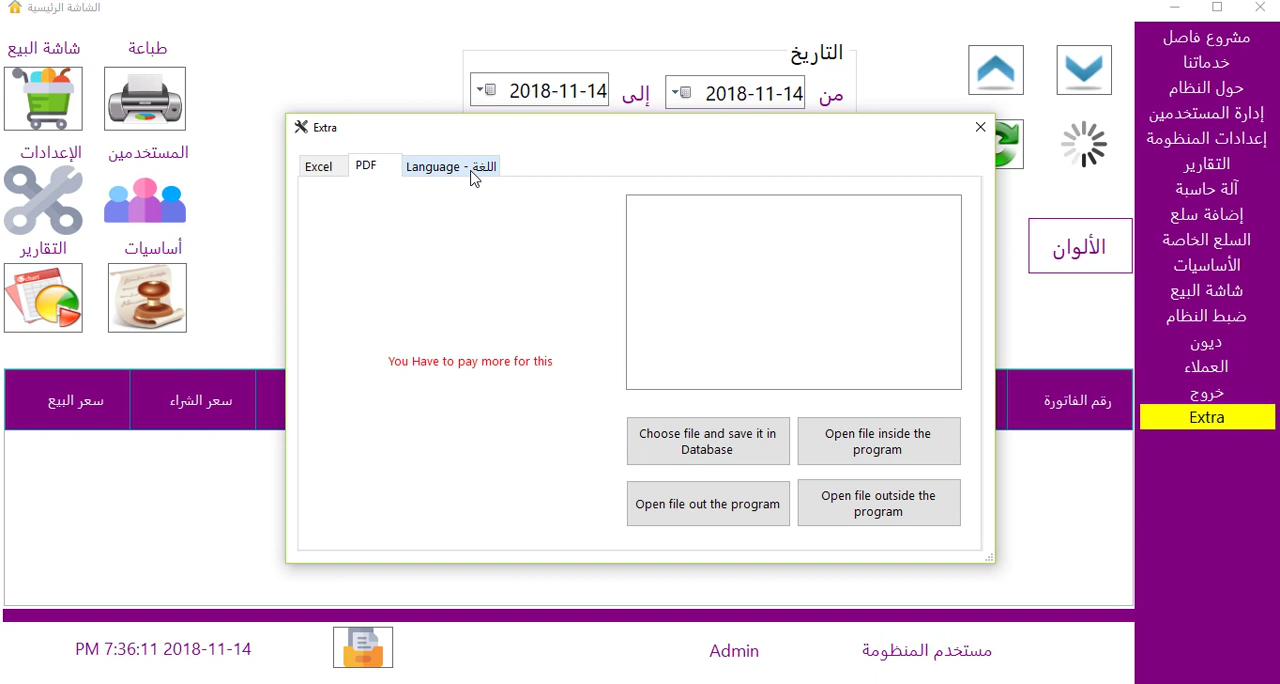 الشاشة الرئيسية
شاشة البيع
طباعة
الإعدادات
المستخدمين
التقارير
أساسيات
التاريخ
من
2018-11-14
إلى
2018-11-14
الألوان
مشروع فاصل
خدماتنا
حول النظام
إدارة المستخدمين
إعدادات المنظومة
التقارير
آلة حاسبة
إضافة سلع
السلع الخاصة
الأساسيات
شاشة البيع
ضبط النظام
ديون
العملاء
خروج
Extra
Extra
Excel
PDF
Language - اللغة
You Have to pay more for this
Choose file and save it in
Database
Open file inside the
program
Open file out the program
Open file outside the
program
رقم الفاتورة
سعر الشراء
سعر البيع
مستخدم المنظومة
Admin
PM 7:36:11 2018-11-14